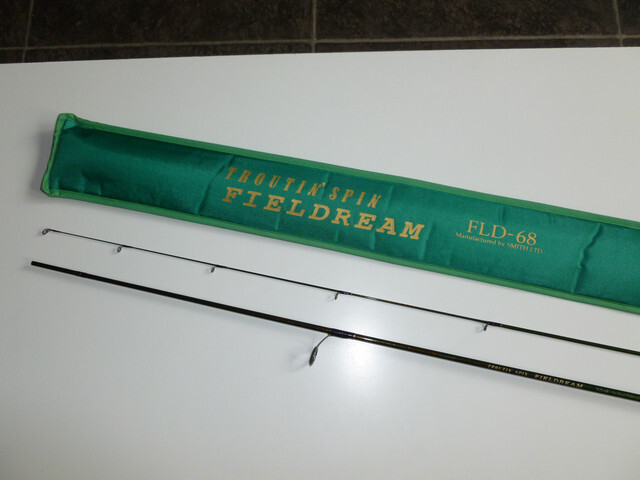 TROUTIN' SPIN
FIELDREAM
FLD-68
Manufactured by SMITH LTD.
TROUTIN' SPIN FIELDREAM